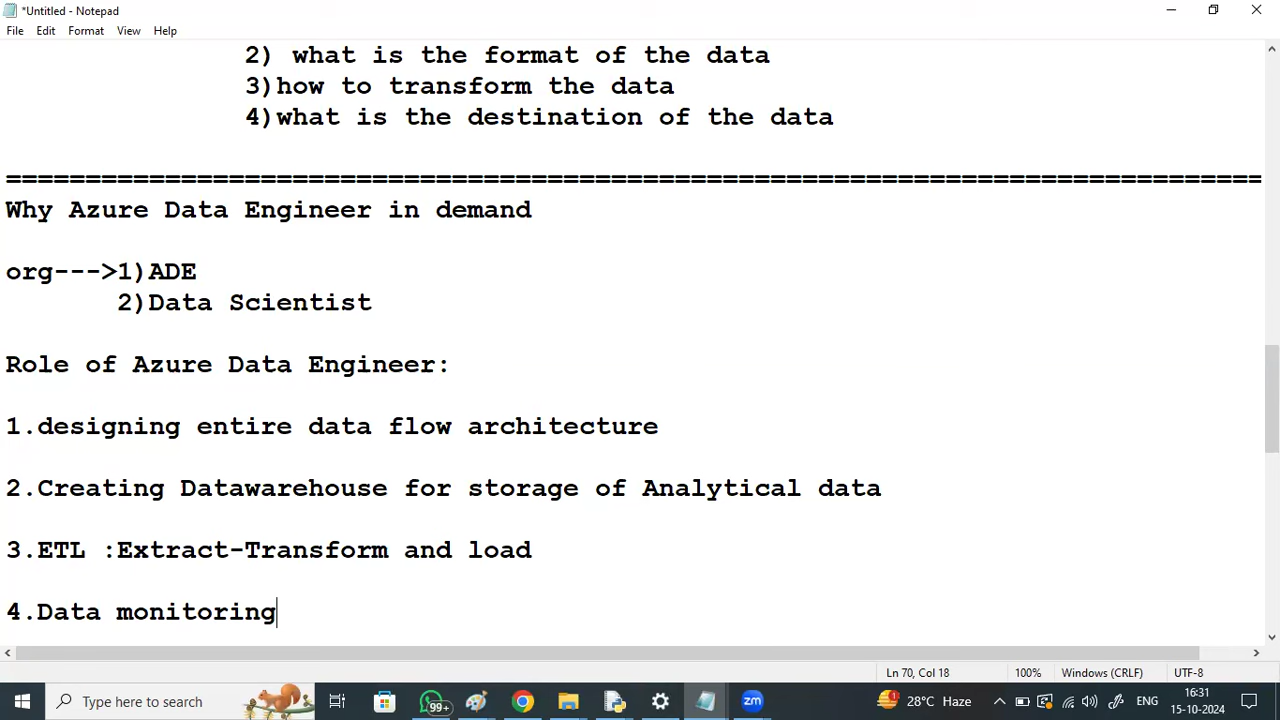 *Untitled - Notepad
File Edit Format View Help
2) what is the format of the data
3)how to transform the data
4)what is the destination of the data
================================================================================
Why Azure Data Engineer in demand
org--->1)ADE
2)Data Scientist
Role of Azure Data Engineer:
1.designing entire data flow architecture
2.Creating Datawarehouse for storage of Analytical data
3.ETL :Extract-Transform and load
4.Data monitoring
Ln 70, Col 18 100% Windows (CRLF) UTF-8
Type here to search 99+ zm 1 28°C Haze ENG 16:31
15-10-2024